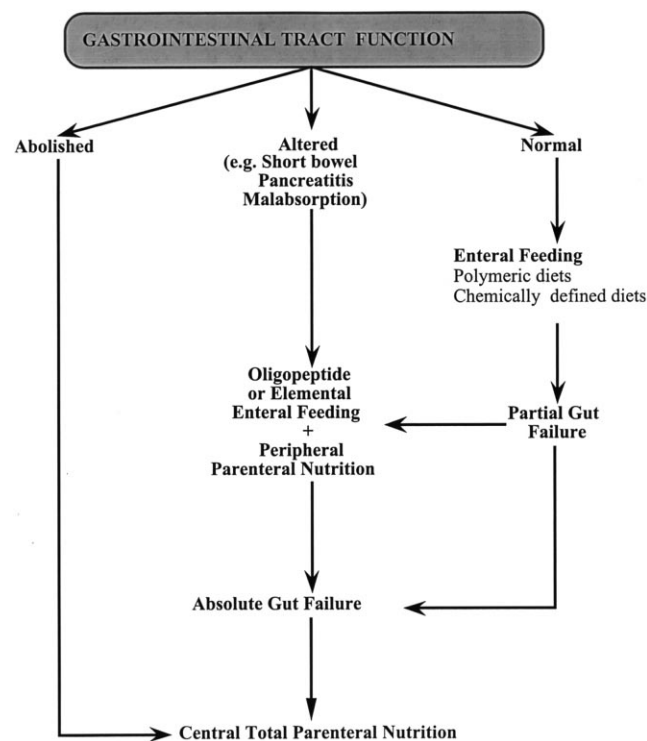 GASTROINTESTINAL TRACT FUNCTION
Abolished
Altered
(e.g. Short bowel
Pancreatitis
Malabsorption)
Normal
Enteral Feeding
Polymeric diets
Chemically defined diets
Oligopeptide
or Elemental
Enteral Feeding
+
Peripheral
Parenteral Nutrition
Partial Gut
Failure
Absolute Gut Failure
Central Total Parenteral Nutrition